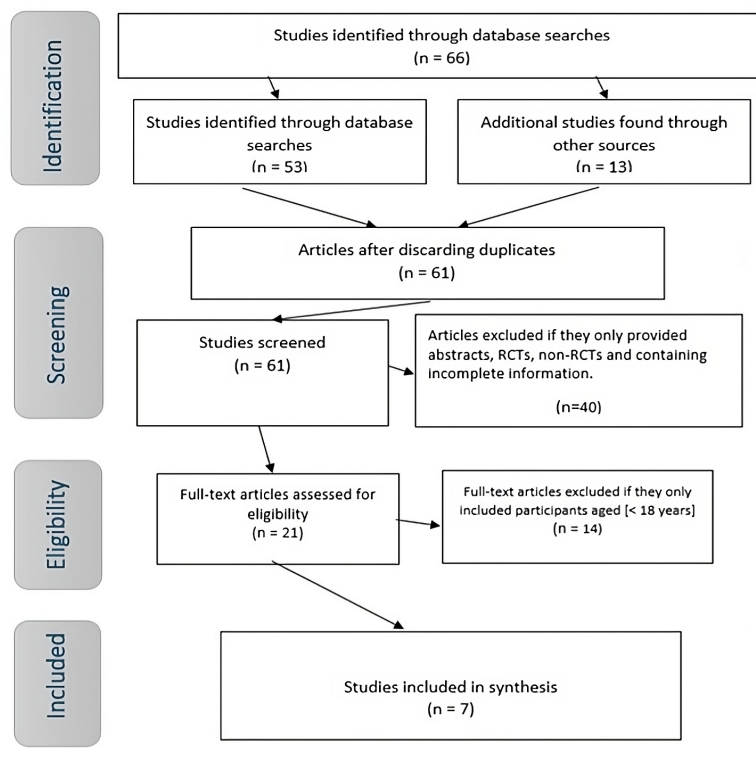 Identification
Studies identified through database searches
(n = 66)
Studies identified through database
searches
(n = 53)
Additional studies found through
other sources
(n = 13)
Screening
Articles after discarding duplicates
(n = 61)
Studies screened
(n = 61)
Articles excluded if they only provided
abstracts, RCTs, non-RCTs and containing
incomplete information.
(n=40)
Eligibility
Full-text articles assessed for
eligibility
(n = 21)
Full-text articles excluded if they only
included participants aged [< 18 years]
(n = 14)
Included
Studies included in synthesis
(n = 7)